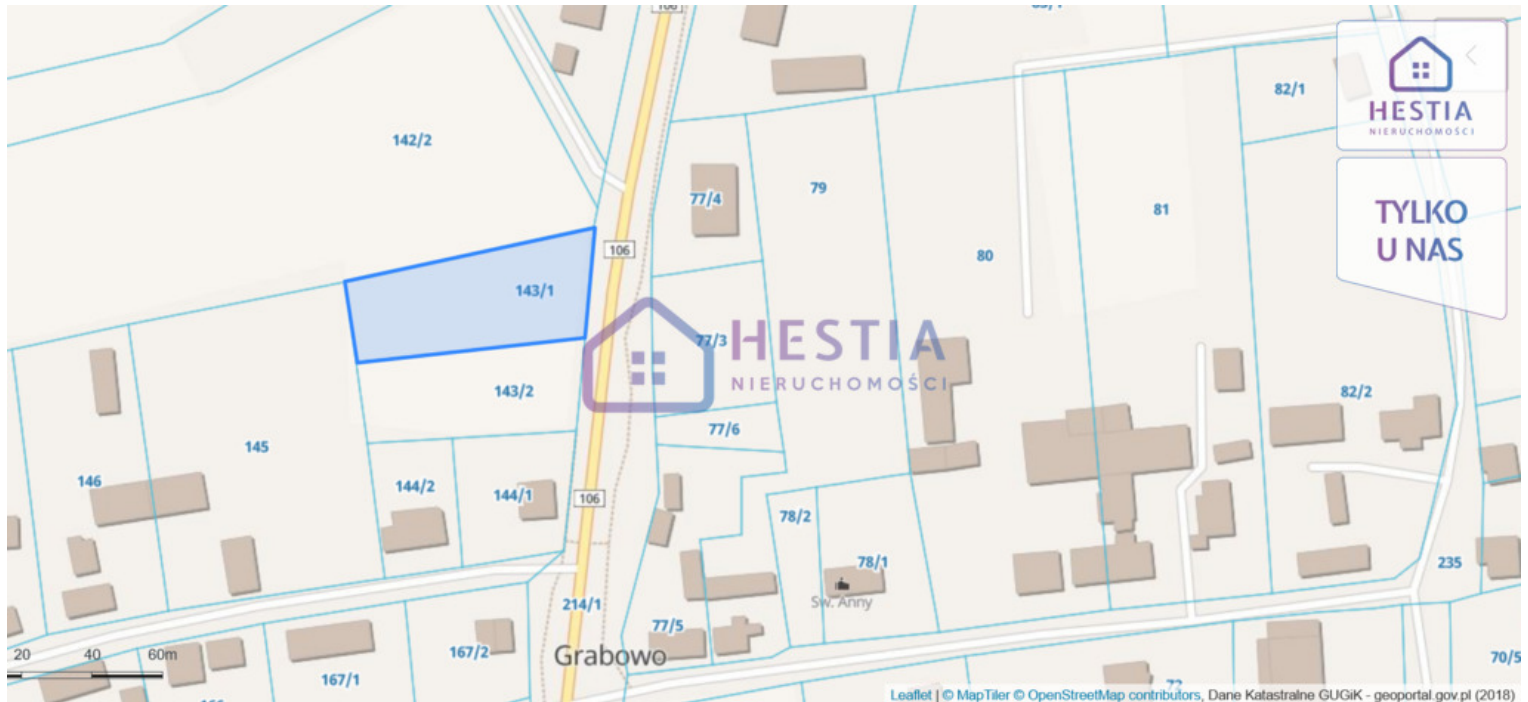 106
82/1
HESTIA
NIERUCHOMOŚCI
142/2
77/4
79
81
TYLKO
U NAS
106
80
143/1
77/3
HESTIA
NIERUCHOMOŚCI
143/2
82/2
77/6
145
146
144/2
144/1
106
78/2
78/1
Św. Anny
235
214/1
77/5
167/2
Grabowo
20 40 60m
167/1
70/5
72
Leaflet | © MapTiler © OpenStreetMap contributors, Dane Katastralne GUGiK - geoportal.gov.pl (2018)